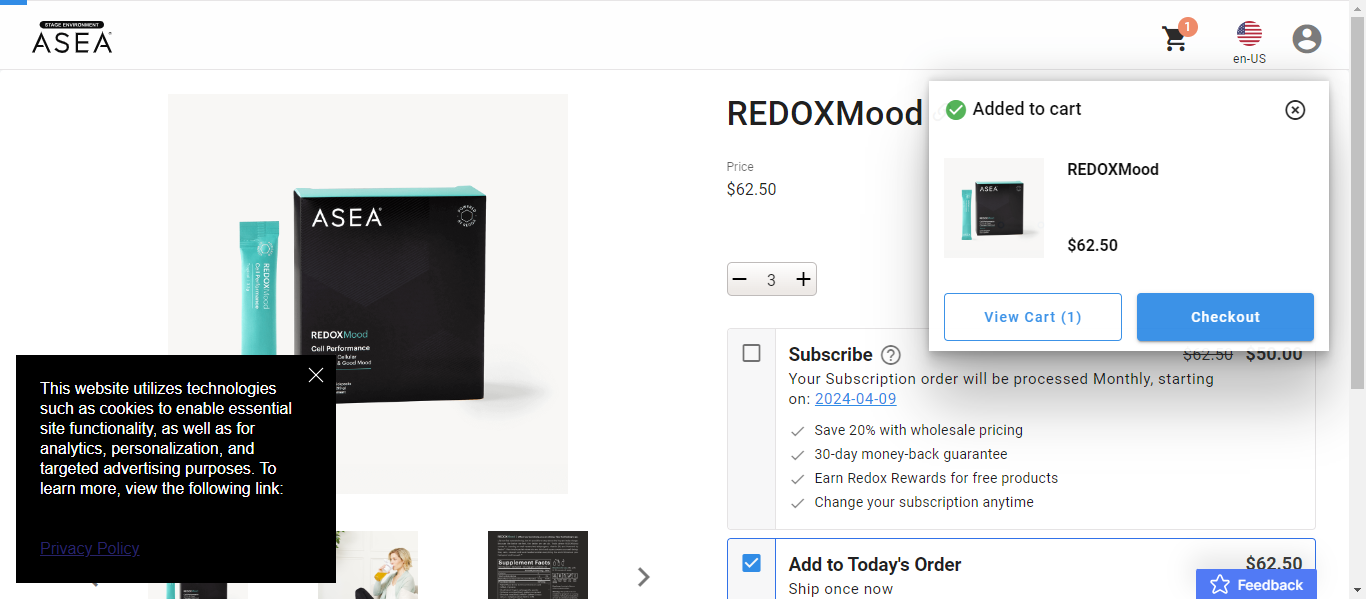 STAGE ENVIRONMENT
ASEA
1
en-US
REDOXMood
Added to cart
Price
$62.50
REDOXMood
$62.50
3
View Cart (1)
Checkout
ASEA
REDOXMood
Cell Performance
ASEA
REDOXMood
Cell Performance
Cellular
& Good Mood
Subscribe
$62.50 $50.00
Your Subscription order will be processed Monthly, starting
on: 2024-04-09
Save 20% with wholesale pricing
30-day money-back guarantee
Earn Redox Rewards for free products
Change your subscription anytime
This website utilizes technologies
such as cookies to enable essential
site functionality, as well as for
analytics, personalization, and
targeted advertising purposes. To
learn more, view the following link:
Privacy Policy
Supplement Facts
Add to Today's Order
$62.50
Ship once now
Feedback